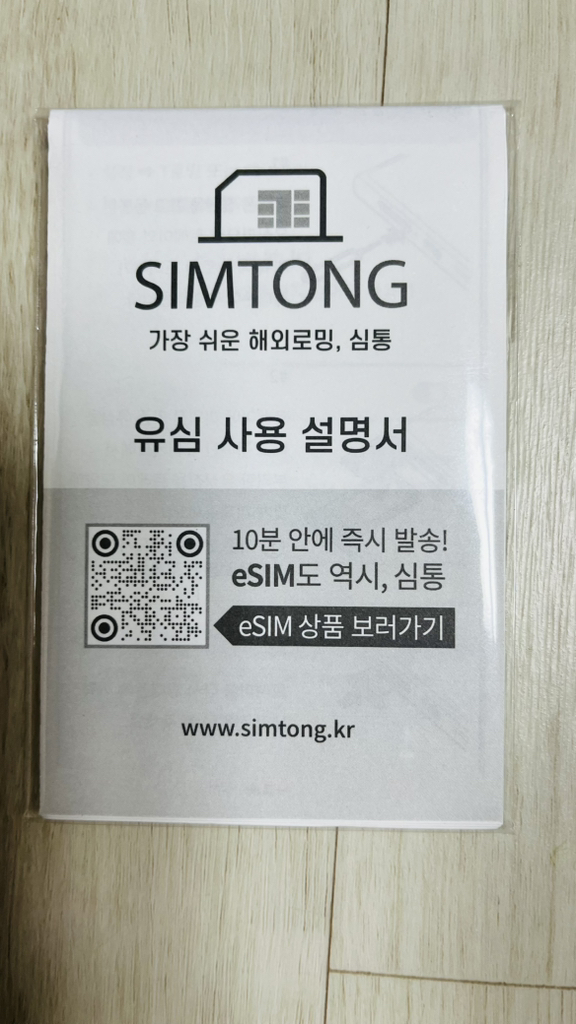 SIMTONG
가장 쉬운 해외로밍, 심통
유심 사용 설명서
10분 안에 즉시 발송!
eSIM도 역시, 심통
eSIM 상품 보러가기
www.simtong.kr